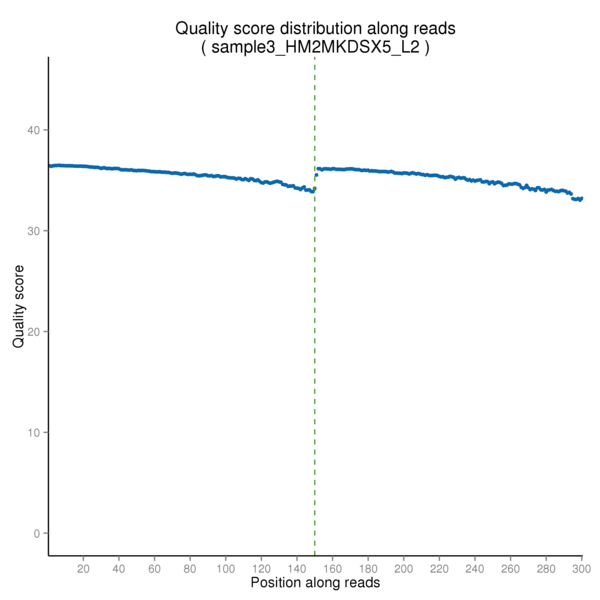 Quality score distribution along reads
( sample3_HM2MKDSX5_L2 )
Quality score
40
30
20
10
0
20 40 60 80 100 120 140 160 180 200 220 240 260 280 300
Position along reads